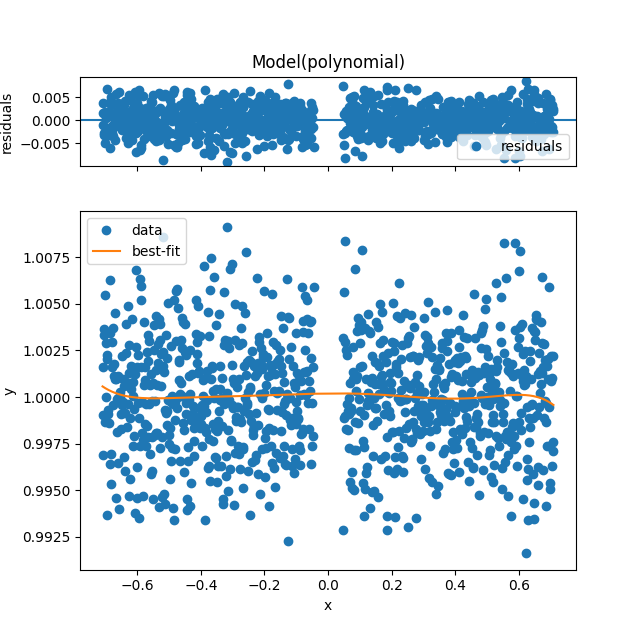 Model(polynomial)
residuals
0.005
0.000
−0.005
residuals
data
best-fit
y
1.0075
1.0050
1.0025
1.0000
0.9975
0.9950
0.9925
−0.6 −0.4 −0.2 0.0 0.2 0.4 0.6
x